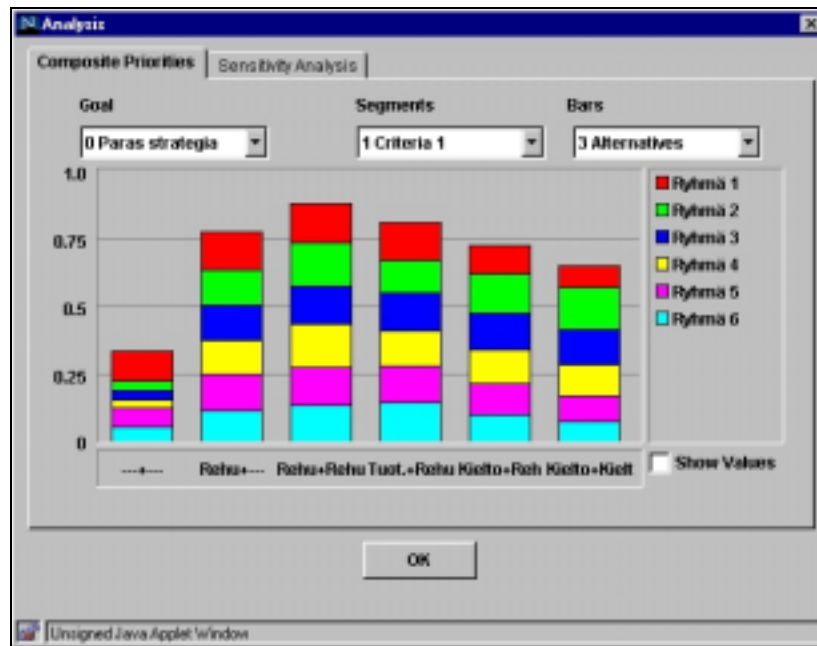 Analysis
Composite Priorities Sensitivity Analysis
Goal Segments Bars
0 Paras strategia 1 Criteria 1 3 Alternatives
1.0
0.75
0.5
0.25
0
Ryhmä 1
Ryhmä 2
Ryhmä 3
Ryhmä 4
Ryhmä 5
Ryhmä 6
---+--- Rehu+--- Rehu+Rehu Tuot.+Rehu Kielto+Reh Kielto+Kielt
Show Values
OK
Unsigned Java Applet Window